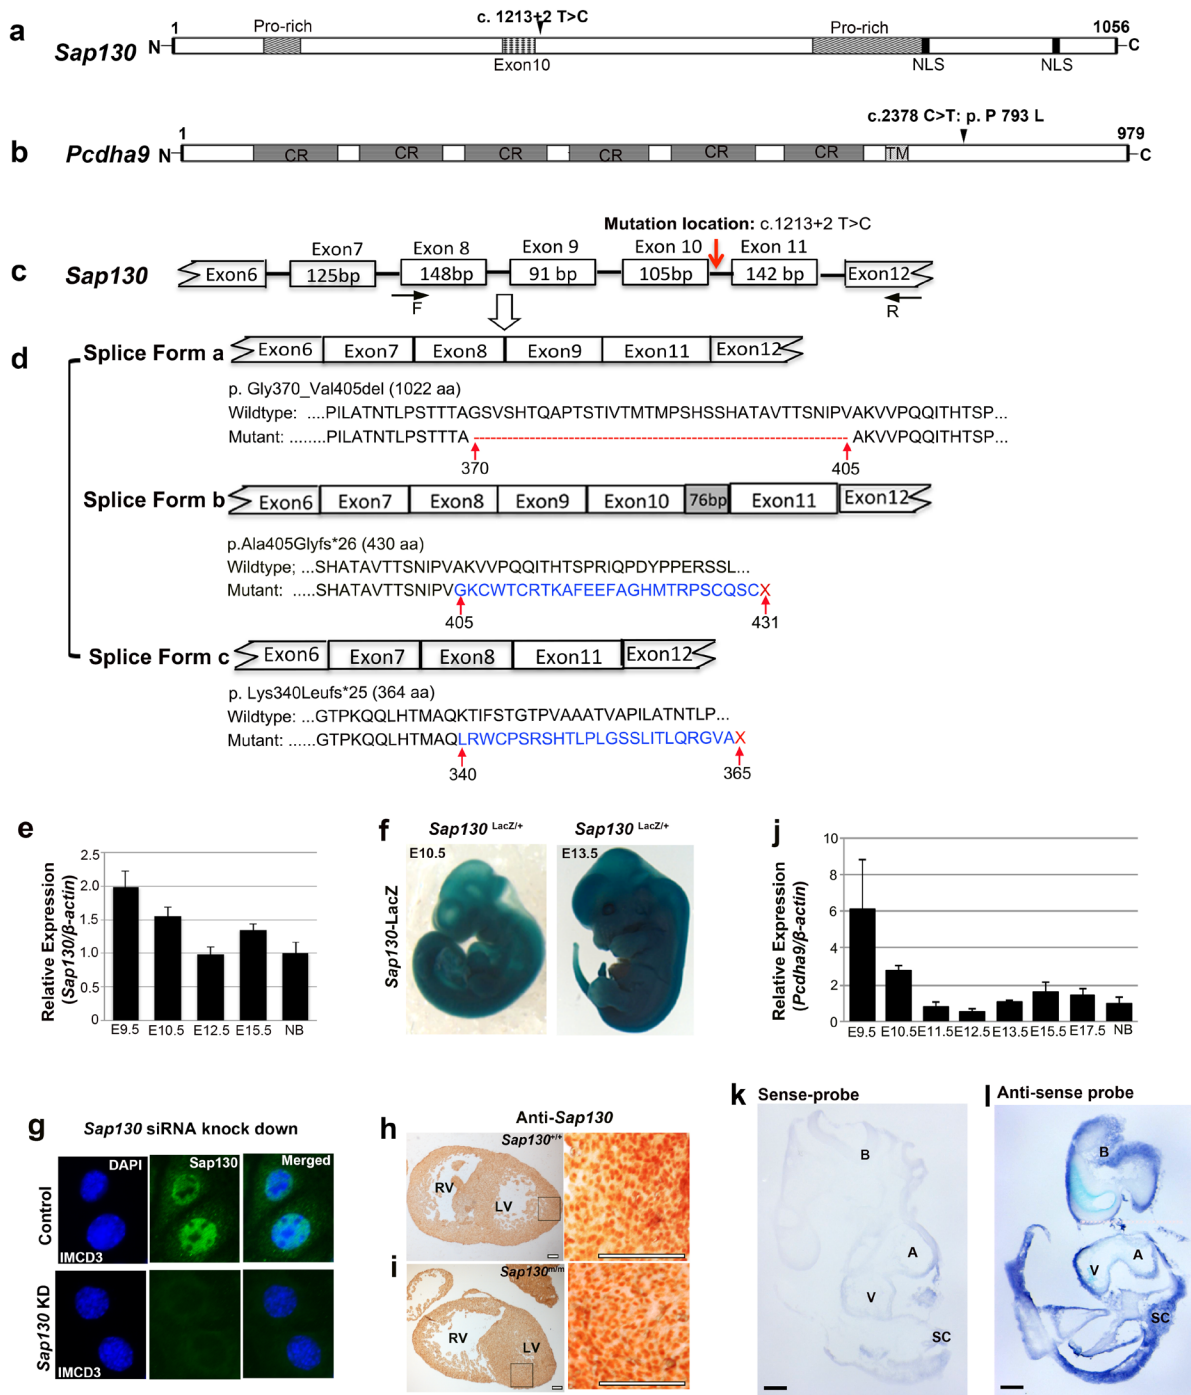 a
Sap130
N
1
Pro-rich
c. 1213+2 T>C
Exon10
Pro-rich
NLS
NLS
1056
C
b
Pcdha9
N
1
CR
CR
CR
CR
CR
CR
TM
c.2378 C>T: p. P 793 L
979
C
Mutation location: c.1213+2 T>C
c
Sap130
Exon7
Exon 8
Exon 9
Exon 10
Exon 11
Exon6
125bp
148bp
91 bp
105bp
142 bp
Exon12
F
R
d
Splice Form a
Exon6
Exon7
Exon8
Exon9
Exon11
Exon12
p. Gly370_Val405del (1022 aa)
Wildtype: ....PILATNTLPSTTTAGSVSHTQAPTSTIVTMTMPSHSSHATAVTTSNIPVAKVVPQQITHTSP...
Mutant: ........PILATNTLPSTTTA AKVVPQQITHTSP...
370
405
Splice Form b
Exon6
Exon7
Exon8
Exon9
Exon10
76bp
Exon11
Exon12
p.Ala405Glyfs*26 (430 aa)
Wildtype; ...SHATAVTTSNIPVAKVVPQQITHTSPRIQPDYPPERSSL...
Mutant: .....SHATAVTTSNIPVGKCWTCRTKAFEEFAGHMTRPSCQSCX
405
431
Splice Form c
Exon6
Exon7
Exon8
Exon11
Exon12
p. Lys340Leufs*25 (364 aa)
Wildtype: ...GTPKQQLHTMAQKTIFSTGTPVAAATVAPILATNTLP...
Mutant: ......GTPKQQLHTMAQLRWCPSRSHTLPLGSSLITLQRGVAX
340
365
e
Relative Expression
(Sap130/β-actin)
2.5
2.0
1.5
1.0
0.5
0
E9.5
E10.5
E12.5
E15.5
NB
f
Sap130 LacZ/+
Sap130 LacZ/+
Sap130-LacZ
E10.5
E13.5
j
Relative Expression
(Pcdha9/β-actin)
10
8
6
4
2
0
E9.5
E10.5
E11.5
E12.5
E13.5
E15.5
E17.5
NB
g
Sap130 siRNA knock down
Control
DAPI
Sap130
Merged
IMCD3
Sap130 KD
IMCD3
Anti-Sap130
h
Sap130+/+
RV
LV
i
Sap130m/m
RV
LV
k
Sense-probe
B
A
V
SC
l
Anti-sense probe
B
A
V
SC